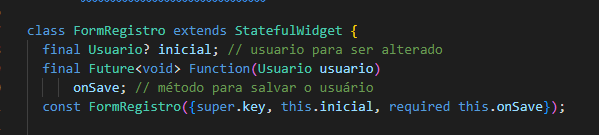 class FormRegistro extends StatefulWidget {
final Usuario? inicial; // usuario para ser alterado
final Future<void> Function(Usuario usuario)
onSave; // método para salvar o usuário
const FormRegistro({super.key, this.inicial, required this.onSave});